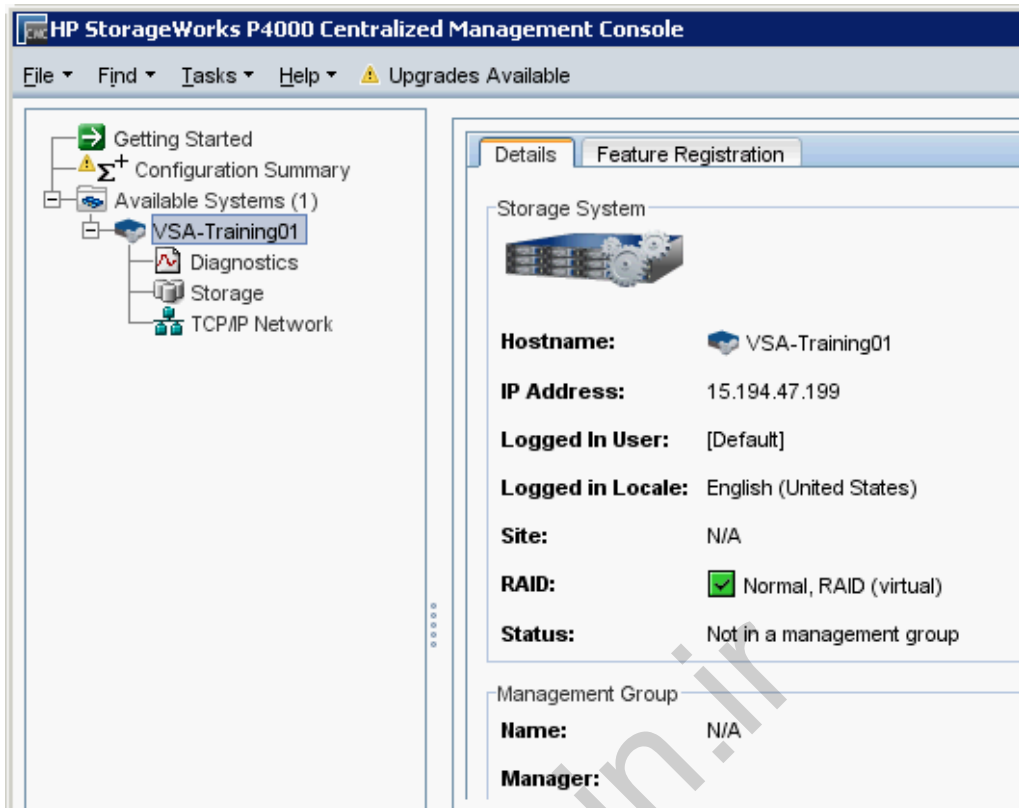 CMC HP StorageWorks P4000 Centralized Management Console
File Find Tasks Help Upgrades Available
Getting Started
Σ+ Configuration Summary
Available Systems (1)
VSA-Training01
Diagnostics
Storage
TCP/IP Network
Details Feature Registration
Storage System
Hostname: VSA-Training01
IP Address: 15.194.47.199
Logged In User: [Default]
Logged in Locale: English (United States)
Site: N/A
RAID: Normal, RAID (virtual)
Status: Not in a management group
Management Group
Name: N/A
Manager:
in.ir